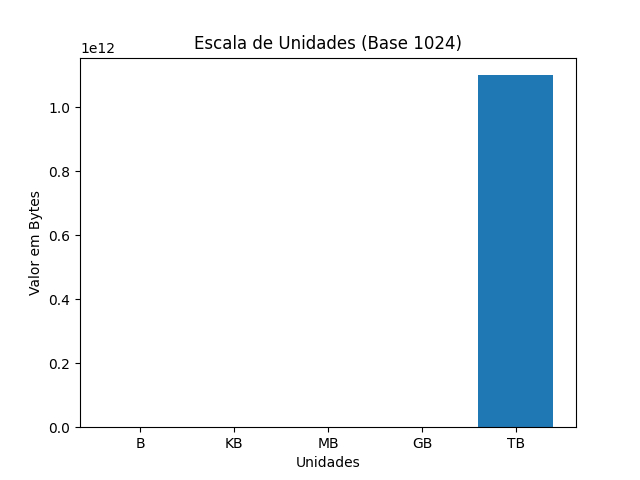 Escala de Unidades (Base 1024)
1e12
1.0
0.8
0.6
0.4
0.2
0.0
Valor em Bytes
B KB MB GB TB
Unidades